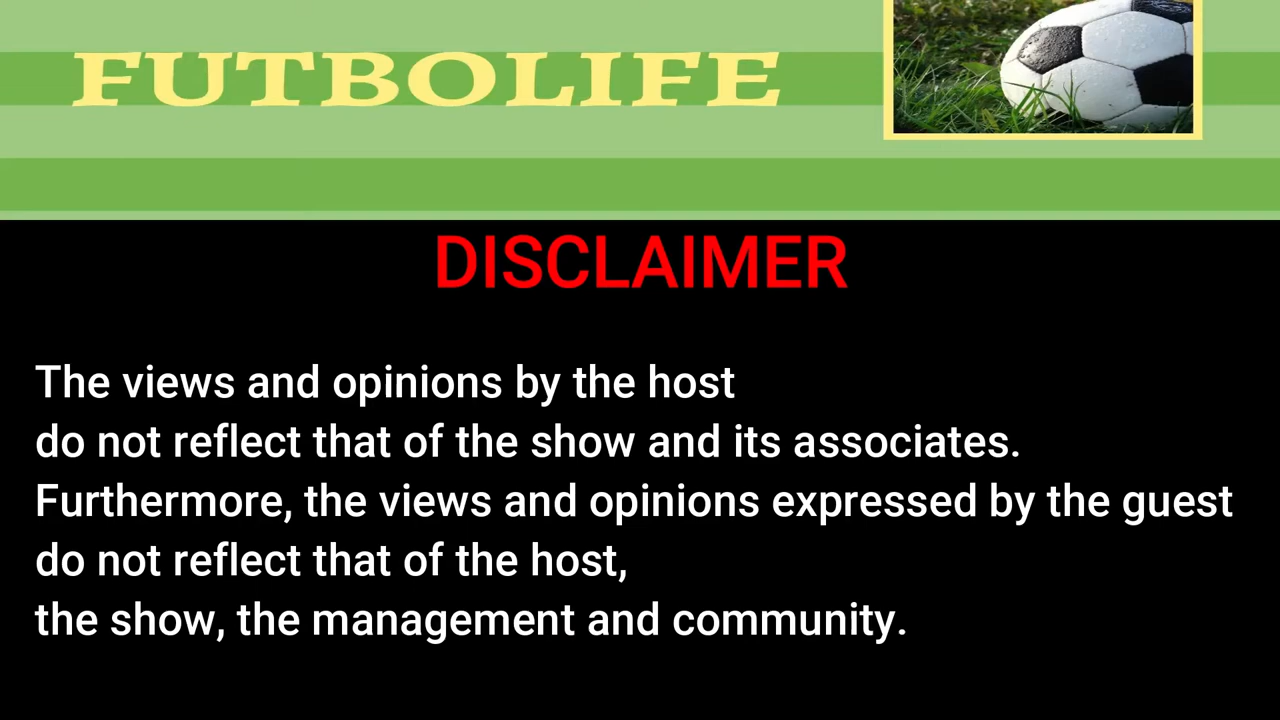 FUTBOLIFE
DISCLAIMER
The views and opinions by the host
do not reflect that of the show and its associates.
Furthermore, the views and opinions expressed by the guest
do not reflect that of the host,
the show, the management and community.